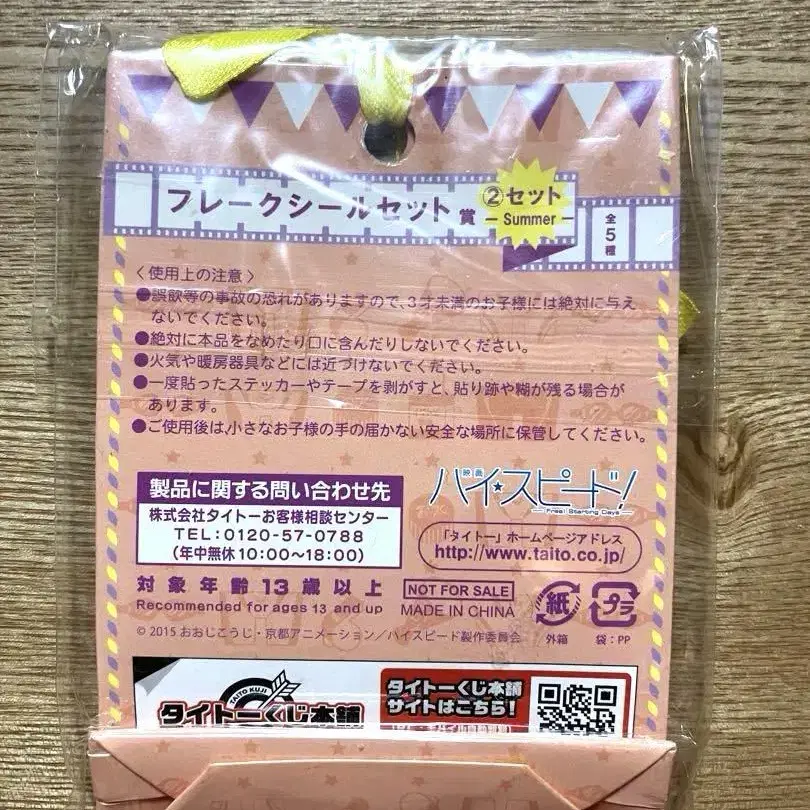 フレークシールセット賞
②セット
Summer
全5種
〈使用上の注意〉
●誤飲等の事故の恐れがありますので、3才未満のお子様には絶対に与え
ないでください。
●絶対に本品をなめたり口に含んだりしないでください。
●火気や暖房器具などには近づけないでください。
●一度貼ったステッカーやテープを剥がすと、貼り跡や糊が残る場合が
あります。
●ご使用後は、小さなお子様の手の届かない安全な場所に保管してください。
製品に関する問い合わせ先
株式会社タイトーお客様相談センター
TEL:0120-57-0788
(年中無休10:00~18:00)
映画
ハイ☆スピード!
Free! Starting Days
「タイトー」ホームページアドレス
http://www.taito.co.jp/
対象年齢13歳以上
Recommended for ages 13 and up
NOT FOR SALE
MADE IN CHINA
紙
外箱
プラ
袋:PP
© 2015 おおじこうじ・京都アニメーション/ハイスピード製作委員会
TAITO KUJI
タイトーくじ本舗
タイトーくじ本舗
サイトはこちら!